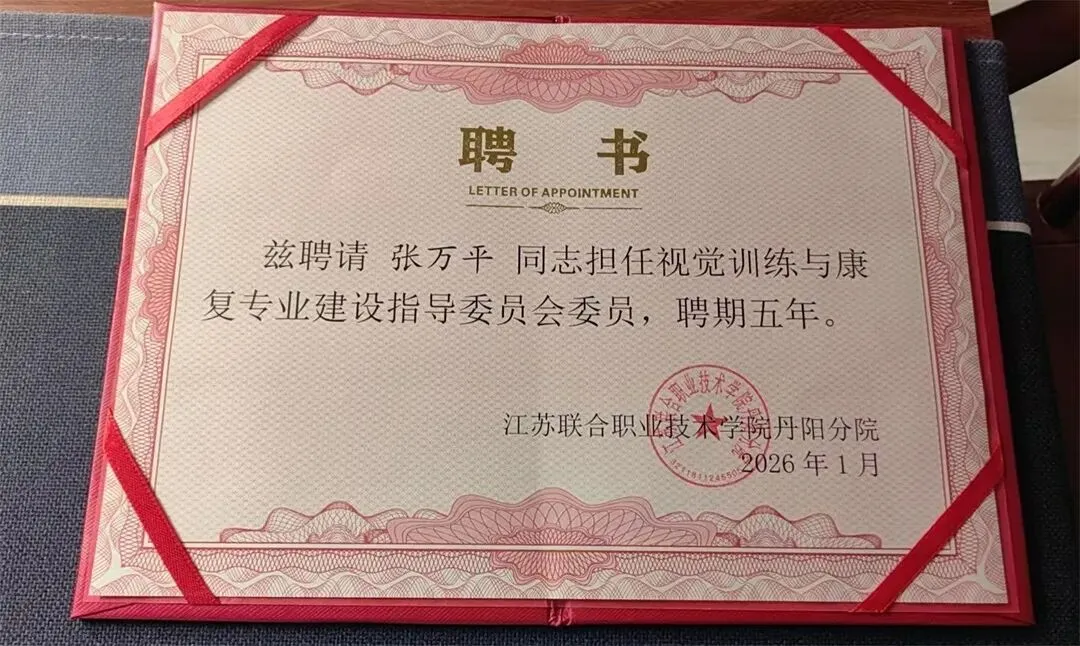 聘 书
LETTER OF APPOINTMENT
兹聘请 张万平 同志担任视觉训练与康
复专业建设指导委员会委员，聘期五年。
江苏联合职业技术学院丹阳分院
2026 年 1 月